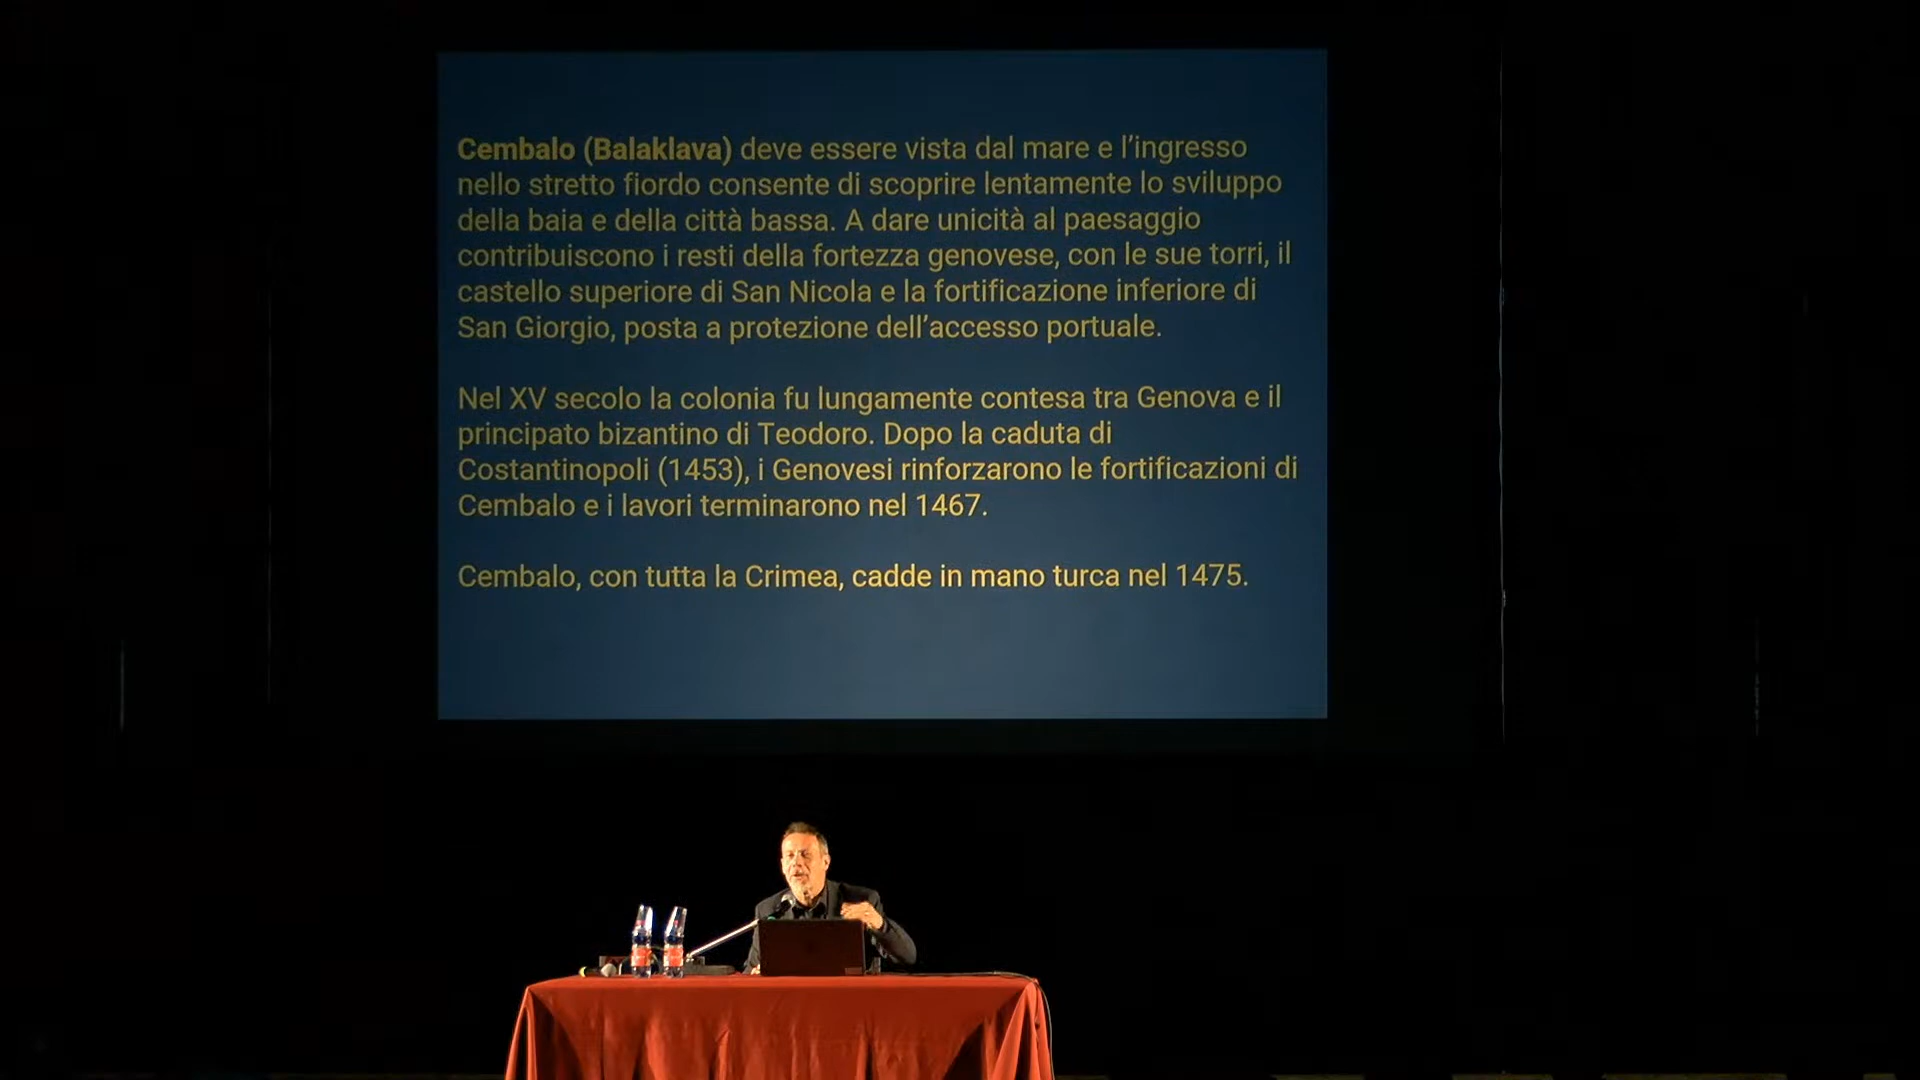 Cembalo (Balaklava) deve essere vista dal mare e l’ingresso
nello stretto fiordo consente di scoprire lentamente lo sviluppo
della baia e della città bassa. A dare unicità al paesaggio
contribuiscono i resti della fortezza genovese, con le sue torri, il
castello superiore di San Nicola e la fortificazione inferiore di
San Giorgio, posta a protezione dell’accesso portuale.
Nel XV secolo la colonia fu lungamente contesa tra Genova e il
principato bizantino di Teodoro. Dopo la caduta di
Costantinopoli (1453), i Genovesi rinforzarono le fortificazioni di
Cembalo e i lavori terminarono nel 1467.
Cembalo, con tutta la Crimea, cadde in mano turca nel 1475.